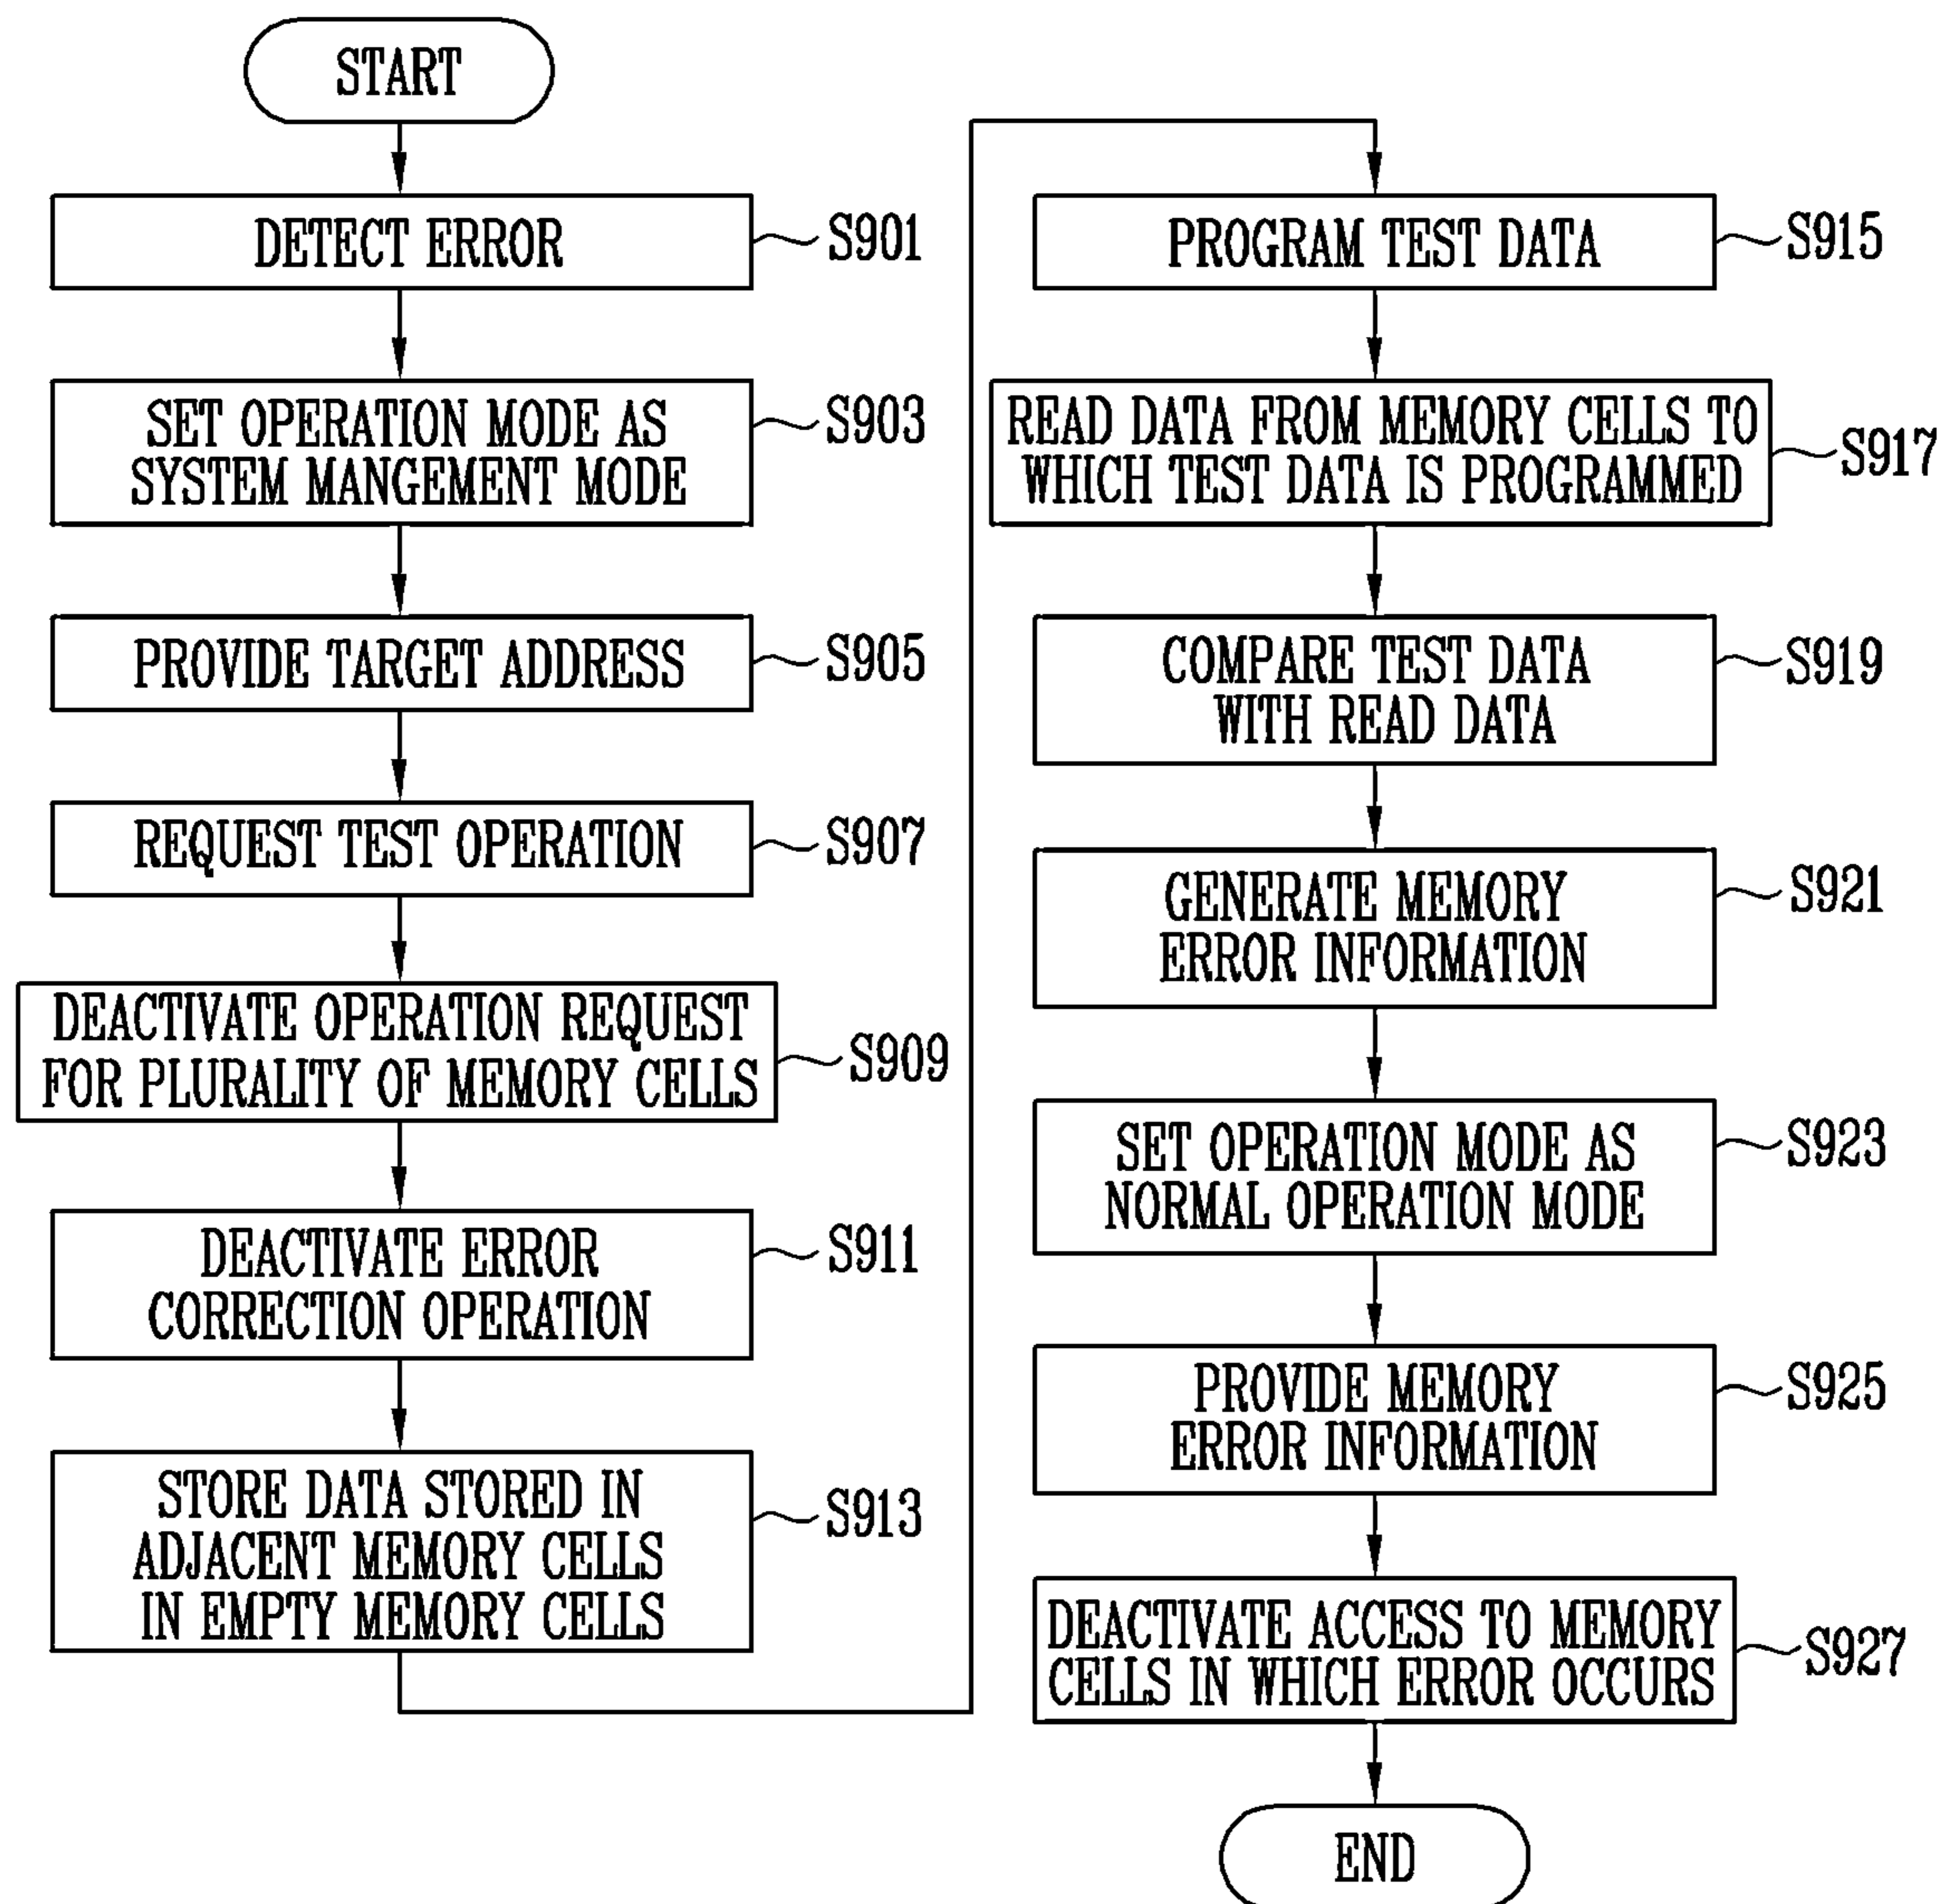 START
DETECT ERROR
S901
SET OPERATION MODE AS
SYSTEM MANGEMENT MODE
S903
PROVIDE TARGET ADDRESS
S905
REQUEST TEST OPERATION
S907
DEACTIVATE OPERATION REQUEST
FOR PLURALITY OF MEMORY CELLS
S909
DEACTIVATE ERROR
CORRECTION OPERATION
S911
STORE DATA STORED IN
ADJACENT MEMORY CELLS
IN EMPTY MEMORY CELLS
S913
PROGRAM TEST DATA
S915
READ DATA FROM MEMORY CELLS TO
WHICH TEST DATA IS PROGRAMMED
S917
COMPARE TEST DATA
WITH READ DATA
S919
GENERATE MEMORY
ERROR INFORMATION
S921
SET OPERATION MODE AS
NORMAL OPERATION MODE
S923
PROVIDE MEMORY
ERROR INFORMATION
S925
DEACTIVATE ACCESS TO MEMORY
CELLS IN WHICH ERROR OCCURS
S927
END